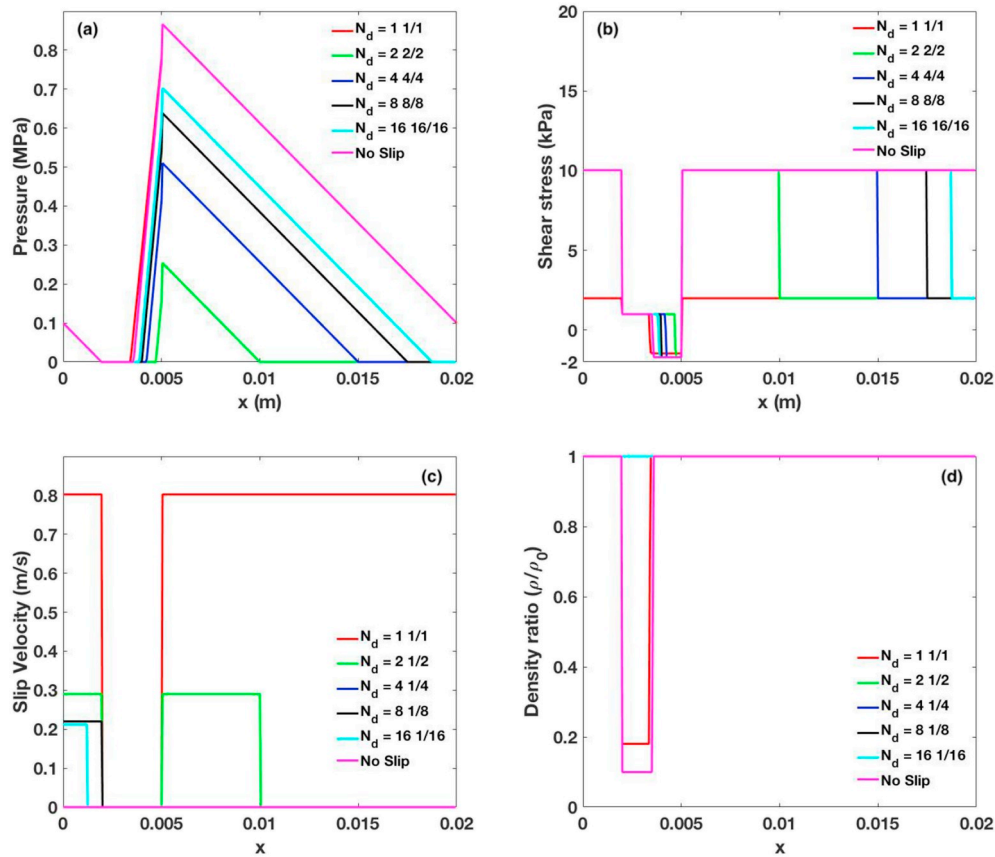 (a)
N_d = 1 1/1
N_d = 2 2/2
N_d = 4 4/4
N_d = 8 8/8
N_d = 16 16/16
No Slip
Pressure (MPa)
0.8
0.7
0.6
0.5
0.4
0.3
0.2
0.1
0
0 0.005 0.01 0.015 0.02
x (m)
(b)
N_d = 1 1/1
N_d = 2 2/2
N_d = 4 4/4
N_d = 8 8/8
N_d = 16 16/16
No Slip
Shear stress (kPa)
20
15
10
5
0
-2
0 0.005 0.01 0.015 0.02
x (m)
(c)
Slip Velocity (m/s)
0.8
0.7
0.6
0.5
0.4
0.3
0.2
0.1
0
N_d = 1 1/1
N_d = 2 1/2
N_d = 4 1/4
N_d = 8 1/8
N_d = 16 1/16
No Slip
0 0.005 0.01 0.015 0.02
x
(d)
Density ratio (ρ/ρ_0)
1
0.8
0.6
0.4
0.2
0
N_d = 1 1/1
N_d = 2 1/2
N_d = 4 1/4
N_d = 8 1/8
N_d = 16 1/16
No Slip
0 0.005 0.01 0.015 0.02
x